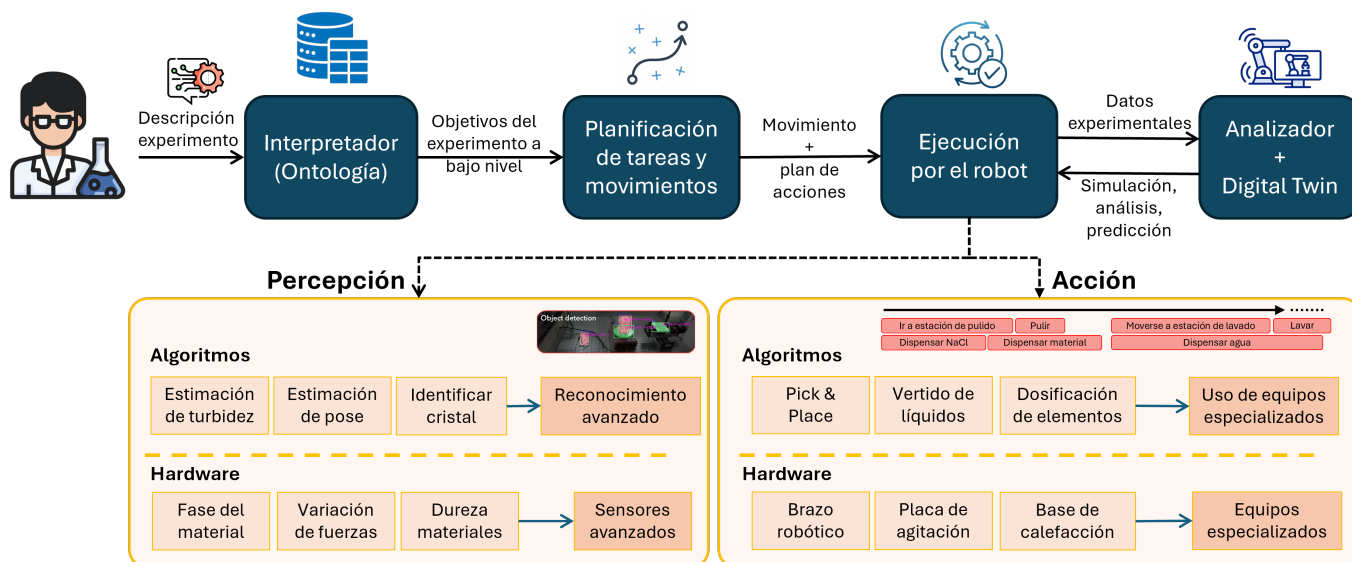 Descripción
experimento
Interpretador
(Ontología)
Objetivos del
experimento a
bajo nivel
Planificación
de tareas y
movimientos
Movimiento
+
plan de
acciones
Ejecución
por el robot
Datos
experimentales
Simulación,
análisis,
predicción
Analizador
+
Digital Twin
Percepción
Object detection
Algoritmos
Estimación
de turbidez
Estimación
de pose
Identificar
cristal
Reconocimiento
avanzado
Hardware
Fase del
material
Variación
de fuerzas
Dureza
materiales
Sensores
avanzados
Acción
Ir a estación de pulido
Pulir
Moverse a estación de lavado
Lavar
Dispensar NaCl
Dispensar material
Dispensar agua
Algoritmos
Pick &
Place
Vertido de
líquidos
Dosificación
de elementos
Uso de equipos
especializados
Hardware
Brazo
robótico
Placa de
agitación
Base de
calefacción
Equipos
especializados